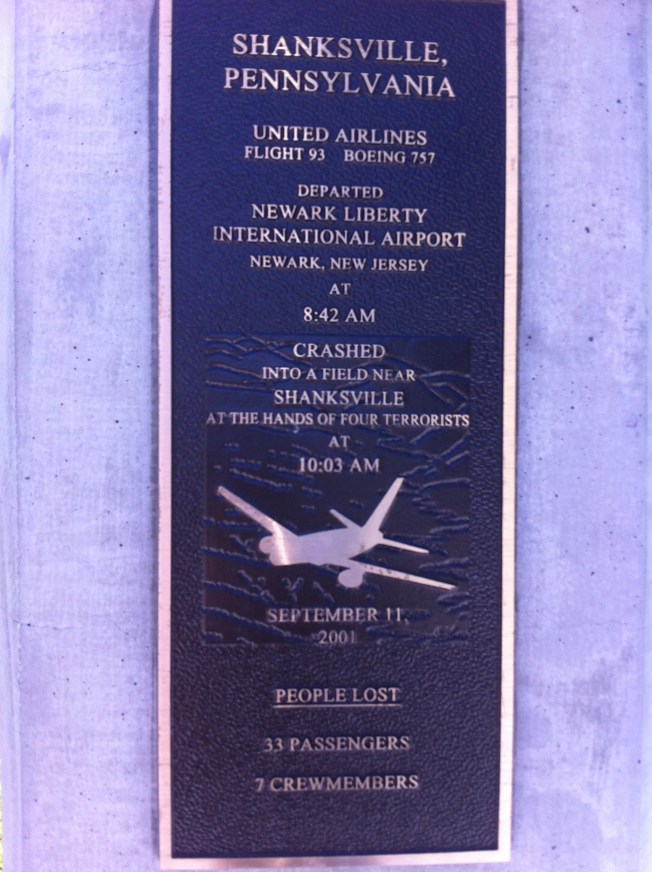 SHANKSVILLE,
PENNSYLVANIA
UNITED AIRLINES
FLIGHT 93 BOEING 757
DEPARTED
NEWARK LIBERTY
INTERNATIONAL AIRPORT
NEWARK, NEW JERSEY
AT
8:42 AM
CRASHED
INTO A FIELD NEAR
SHANKSVILLE
AT THE HANDS OF FOUR TERRORISTS
AT
10:03 AM
SEPTEMBER 11,
2001
PEOPLE LOST
33 PASSENGERS
7 CREWMEMBERS